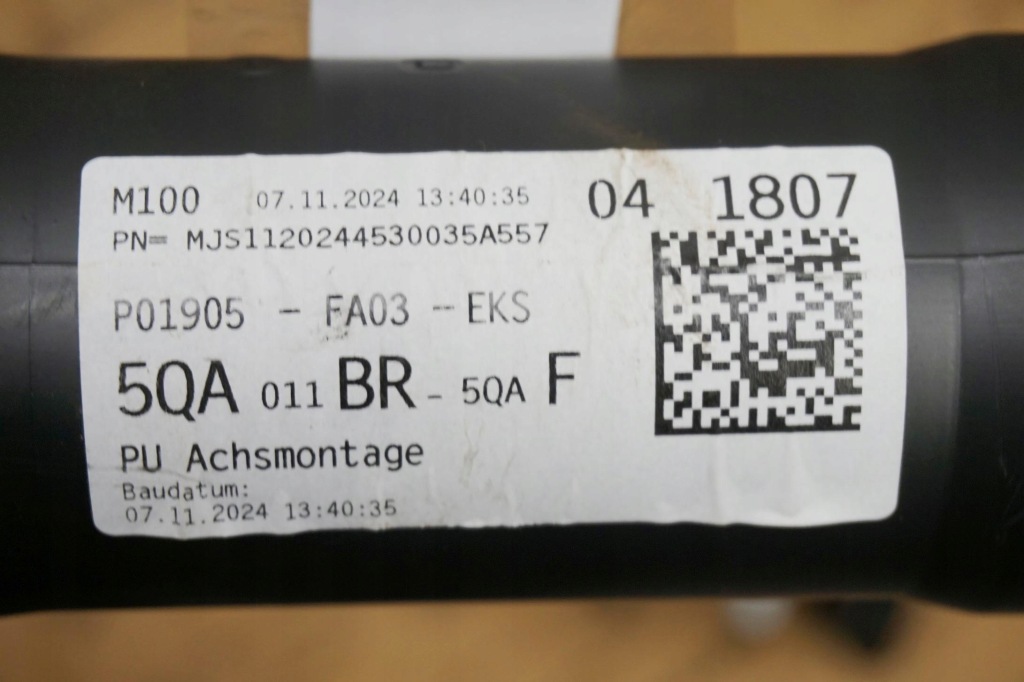 M100 07.11.2024 13:40:35 04 1807
PN= MJS1120244530035A557
P01905 - FA03 - EKS
5QA 011 BR - 5QA F
PU Achsmontage
Baudatum:
07.11.2024 13:40:35